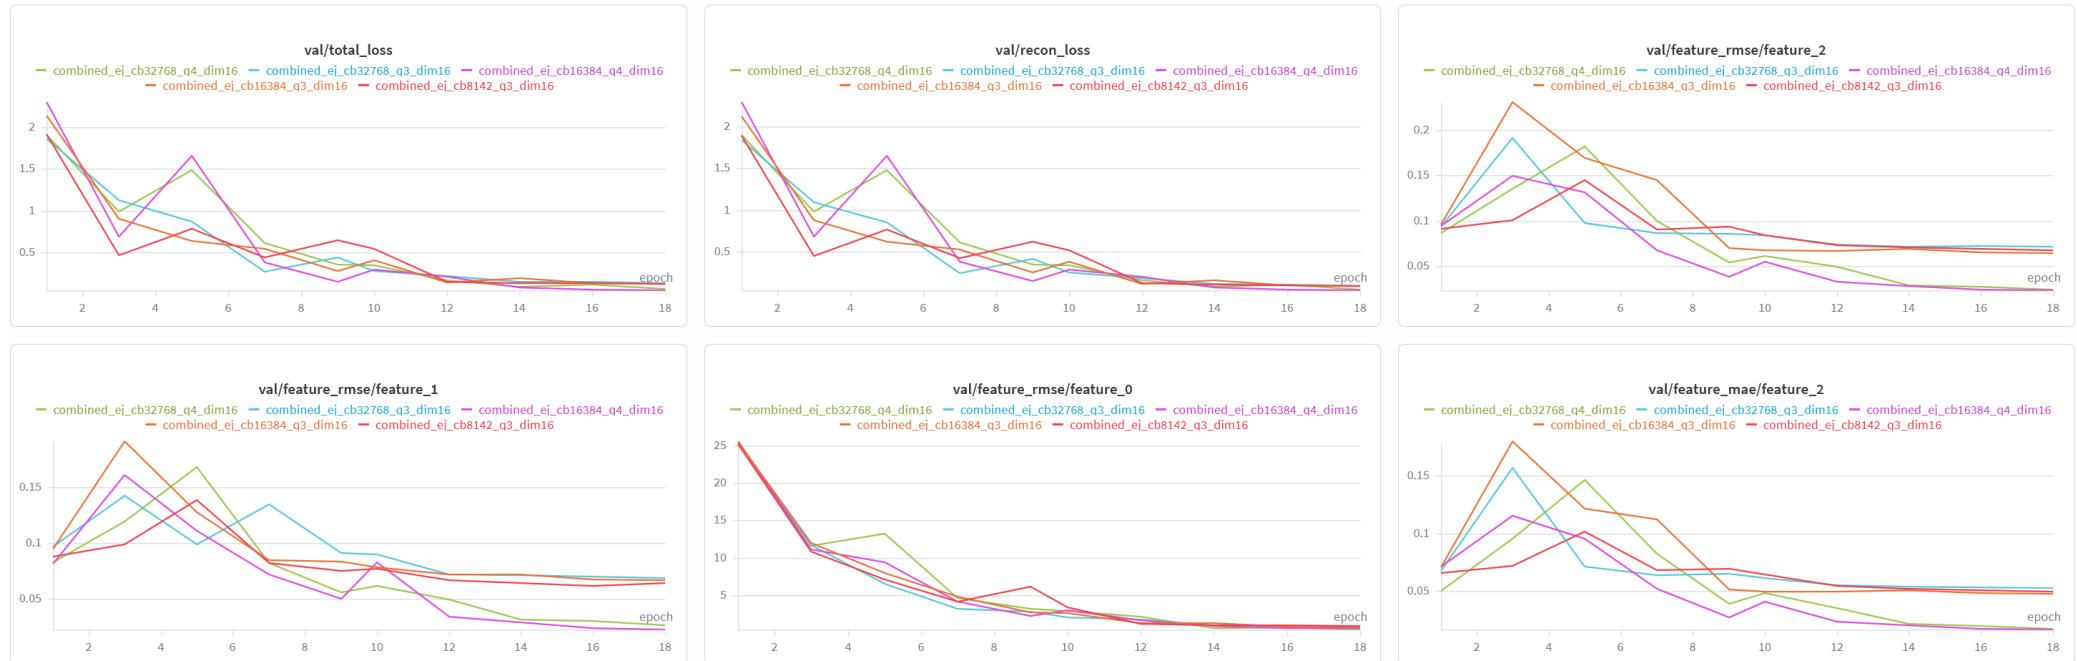 val/total_loss
combined_ej_cb32768_q4_dim16 combined_ej_cb32768_q3_dim16 combined_ej_cb16384_q4_dim16
combined_ej_cb16384_q3_dim16 combined_ej_cb8142_q3_dim16
2
1.5
1
0.5
epoch
2 4 6 8 10 12 14 16 18
val/recon_loss
combined_ej_cb32768_q4_dim16 combined_ej_cb32768_q3_dim16 combined_ej_cb16384_q4_dim16
combined_ej_cb16384_q3_dim16 combined_ej_cb8142_q3_dim16
2
1.5
1
0.5
epoch
2 4 6 8 10 12 14 16 18
val/feature_rmse/feature_2
combined_ej_cb32768_q4_dim16 combined_ej_cb32768_q3_dim16 combined_ej_cb16384_q4_dim16
combined_ej_cb16384_q3_dim16 combined_ej_cb8142_q3_dim16
0.2
0.15
0.1
0.05
epoch
2 4 6 8 10 12 14 16 18
val/feature_rmse/feature_1
combined_ej_cb32768_q4_dim16 combined_ej_cb32768_q3_dim16 combined_ej_cb16384_q4_dim16
combined_ej_cb16384_q3_dim16 combined_ej_cb8142_q3_dim16
0.15
0.1
0.05
epoch
2 4 6 8 10 12 14 16 18
val/feature_rmse/feature_0
combined_ej_cb32768_q4_dim16 combined_ej_cb32768_q3_dim16 combined_ej_cb16384_q4_dim16
combined_ej_cb16384_q3_dim16 combined_ej_cb8142_q3_dim16
25
20
15
10
5
epoch
2 4 6 8 10 12 14 16 18
val/feature_mae/feature_2
combined_ej_cb32768_q4_dim16 combined_ej_cb32768_q3_dim16 combined_ej_cb16384_q4_dim16
combined_ej_cb16384_q3_dim16 combined_ej_cb8142_q3_dim16
0.15
0.1
0.05
epoch
2 4 6 8 10 12 14 16 18